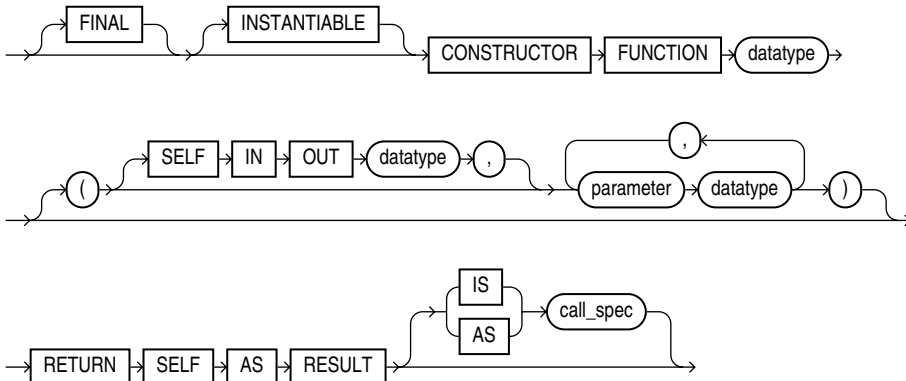 FINAL INSTANTIABLE
CONSTRUCTOR FUNCTION datatype
SELF IN OUT datatype , ,
( parameter datatype )
IS
call_spec
AS
RETURN SELF AS RESULT